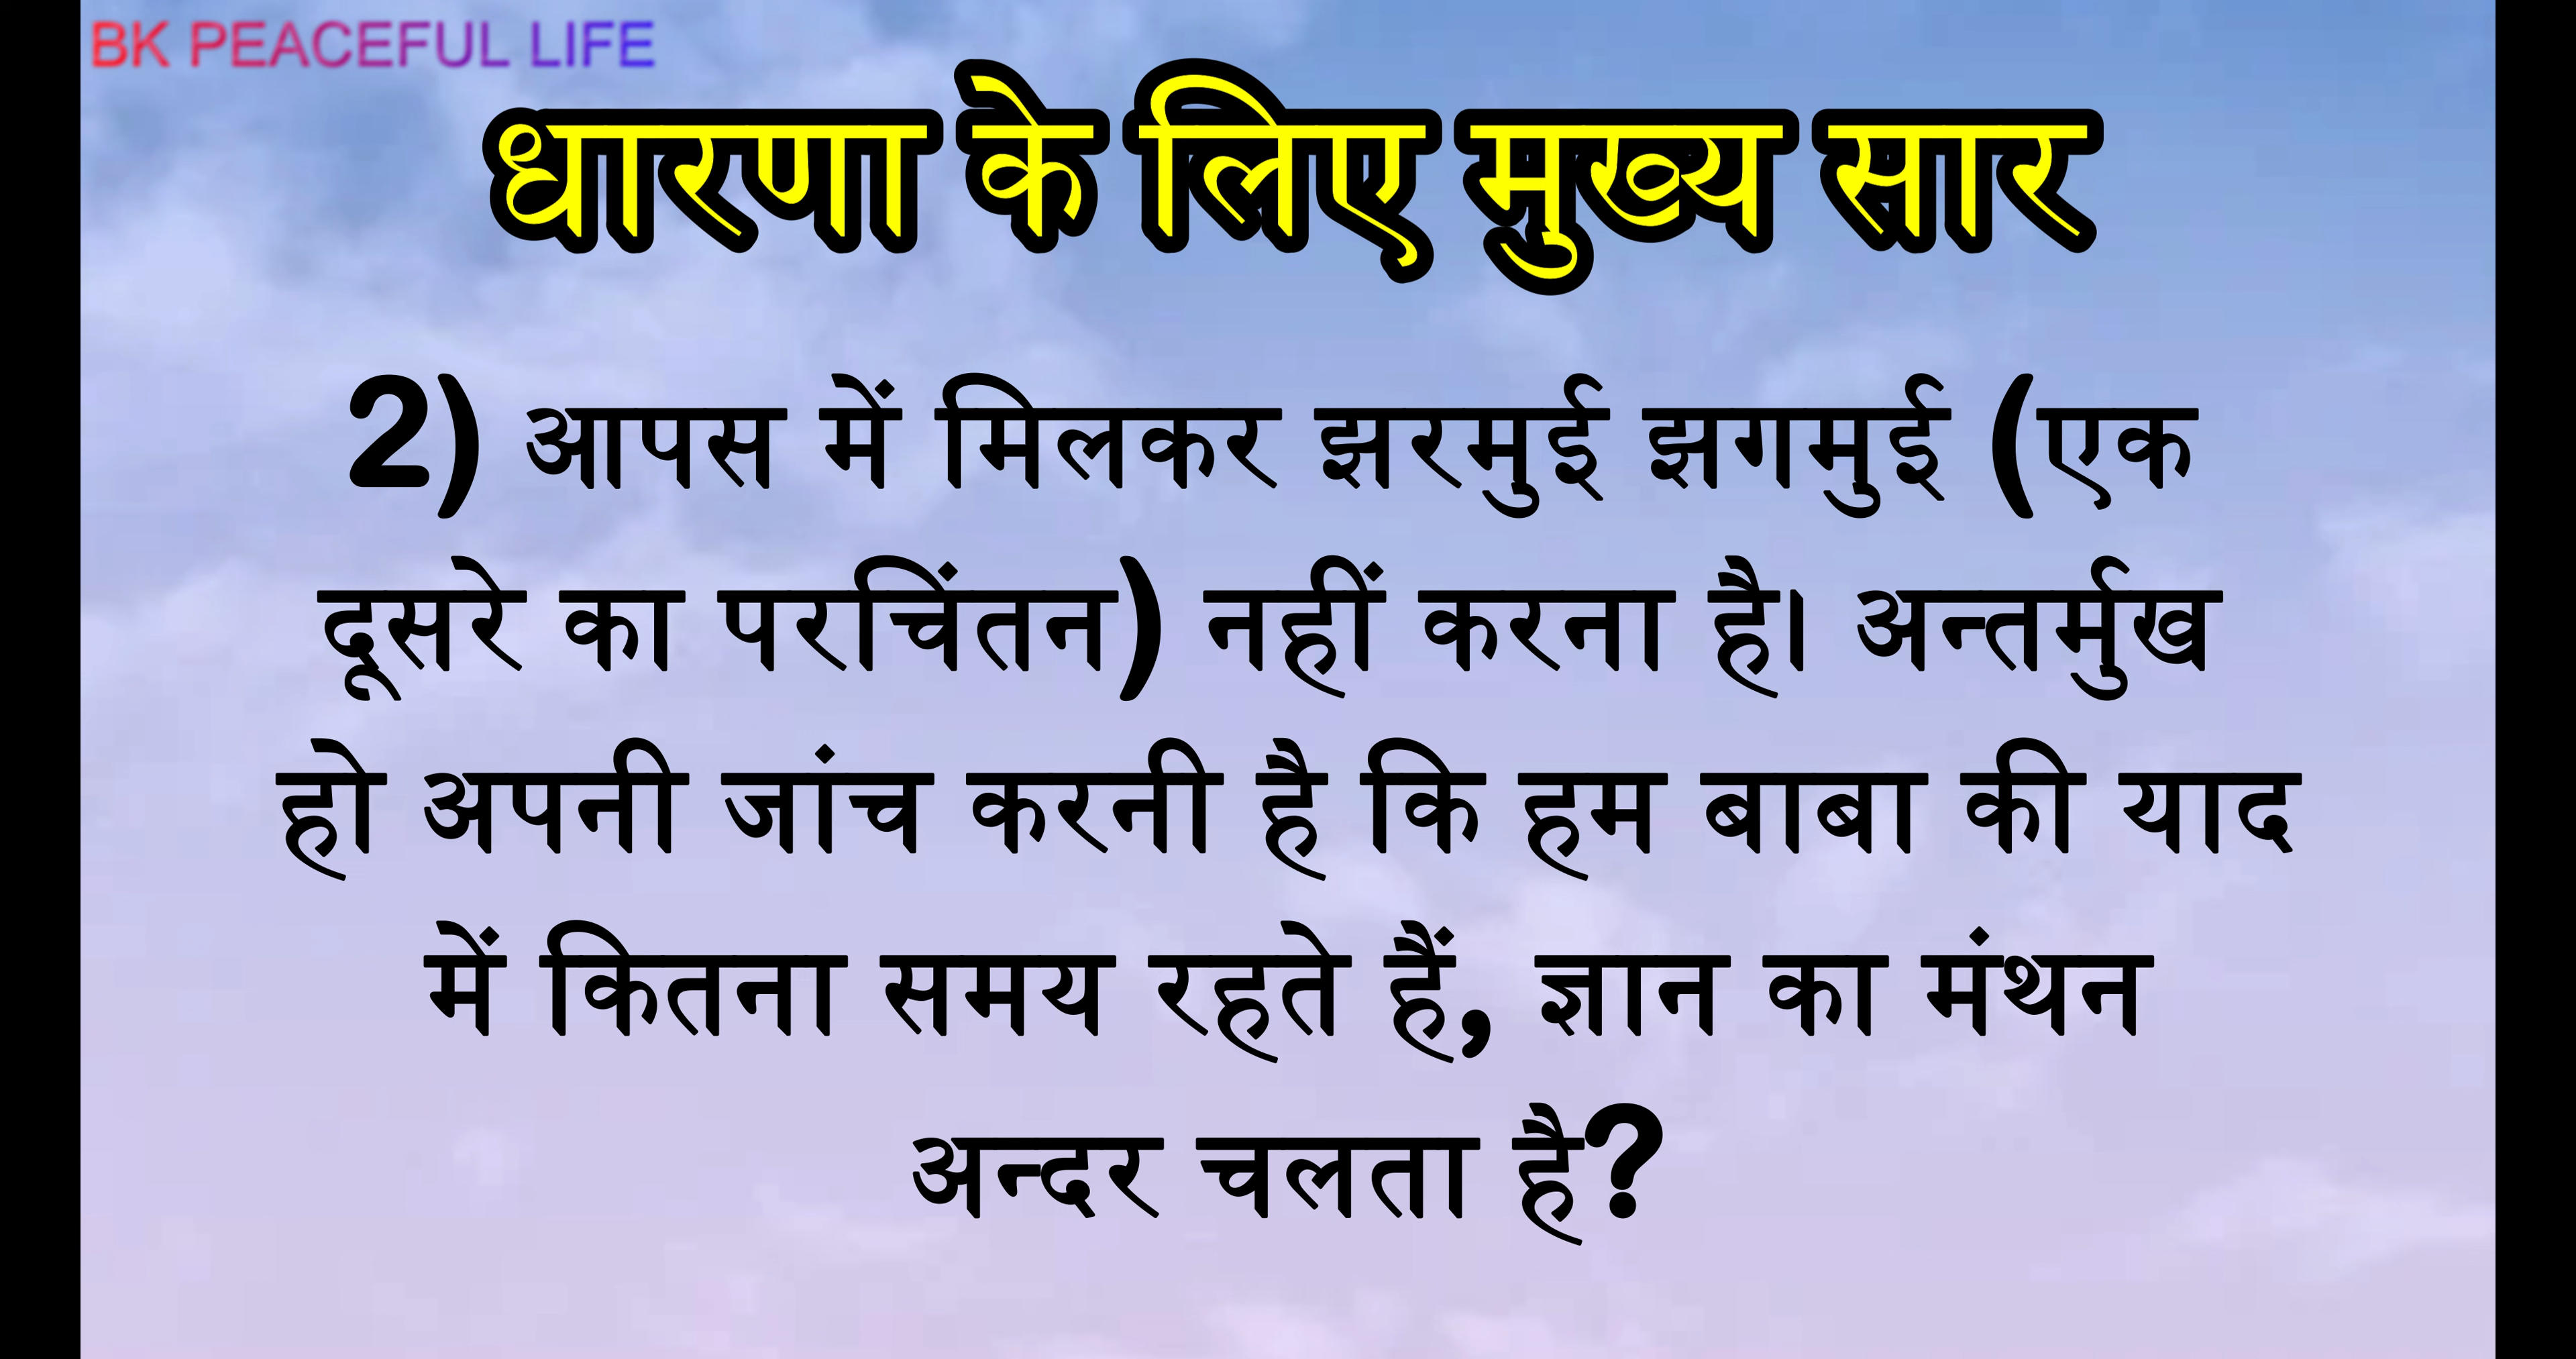 BK PEACEFUL LIFE
धारणा के लिए मुख्य सार
2) आपस में मिलकर झरमुई झगमुई (एक
दूसरे का परचिंतन) नहीं करना है। अन्तर्मुख
हो अपनी जांच करनी है कि हम बाबा की याद
में कितना समय रहते हैं, ज्ञान का मंथन
अन्दर चलता है?